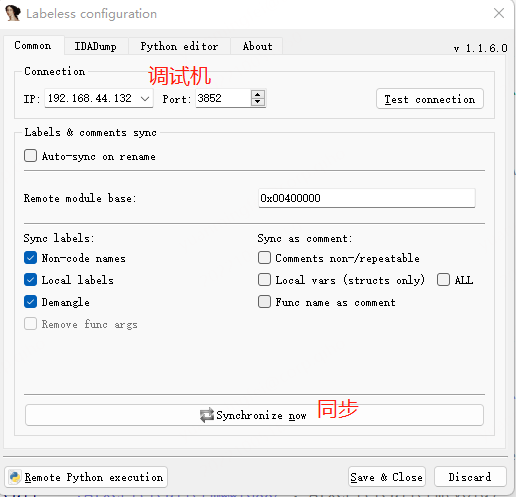 Labeless configuration
Common IDADump Python editor About v 1.1.6.0
Connection 调试机
IP: 192.168.44.132 Port: 3852 Test connection
Labels & comments sync
Auto-sync on rename
Remote module base: 0x00400000
Sync labels: Sync as comment:
Non-code names Comments non-/repeatable
Local labels Local vars (structs only) ALL
Demangle Func name as comment
Remove func args
Synchronize now 同步
Remote Python execution Save & Close Discard